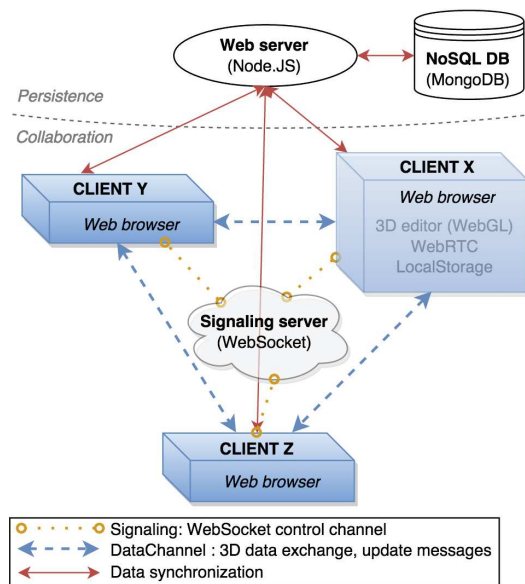 Web server
(Node.JS)
NoSQL DB
(MongoDB)
Persistence
Collaboration
CLIENT Y
Web browser
CLIENT X
Web browser
3D editor (WebGL)
WebRTC
LocalStorage
Signaling server
(WebSocket)
CLIENT Z
Web browser
Signaling: WebSocket control channel
DataChannel : 3D data exchange, update messages
Data synchronization